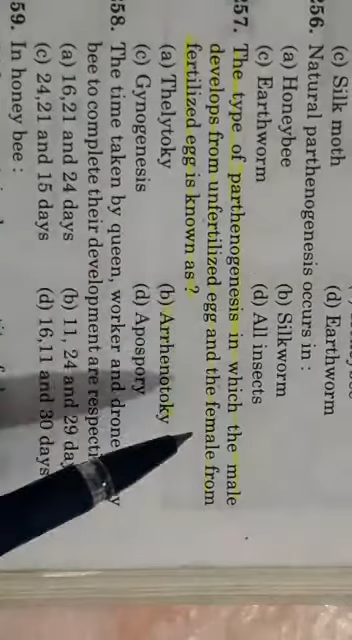 (c) Silk moth (d) Earthworm
256. Natural parthenogenesis occurs in :
(a) Honeybee (b) Silkworm
(c) Earthworm (d) All insects
257. The type of parthenogenesis in which the male
develops from unfertilized egg and the female from
fertilized egg is known as ?
(a) Thelytoky (b) Arrhenotoky
(c) Gynogenesis (d) Apospory
258. The time taken by queen, worker and drone
bee to complete their development are respecti
(a) 16,21 and 24 days (b) 11, 24 and 29 da
(c) 24,21 and 15 days (d) 16,11 and 30 days
59. In honey bee :